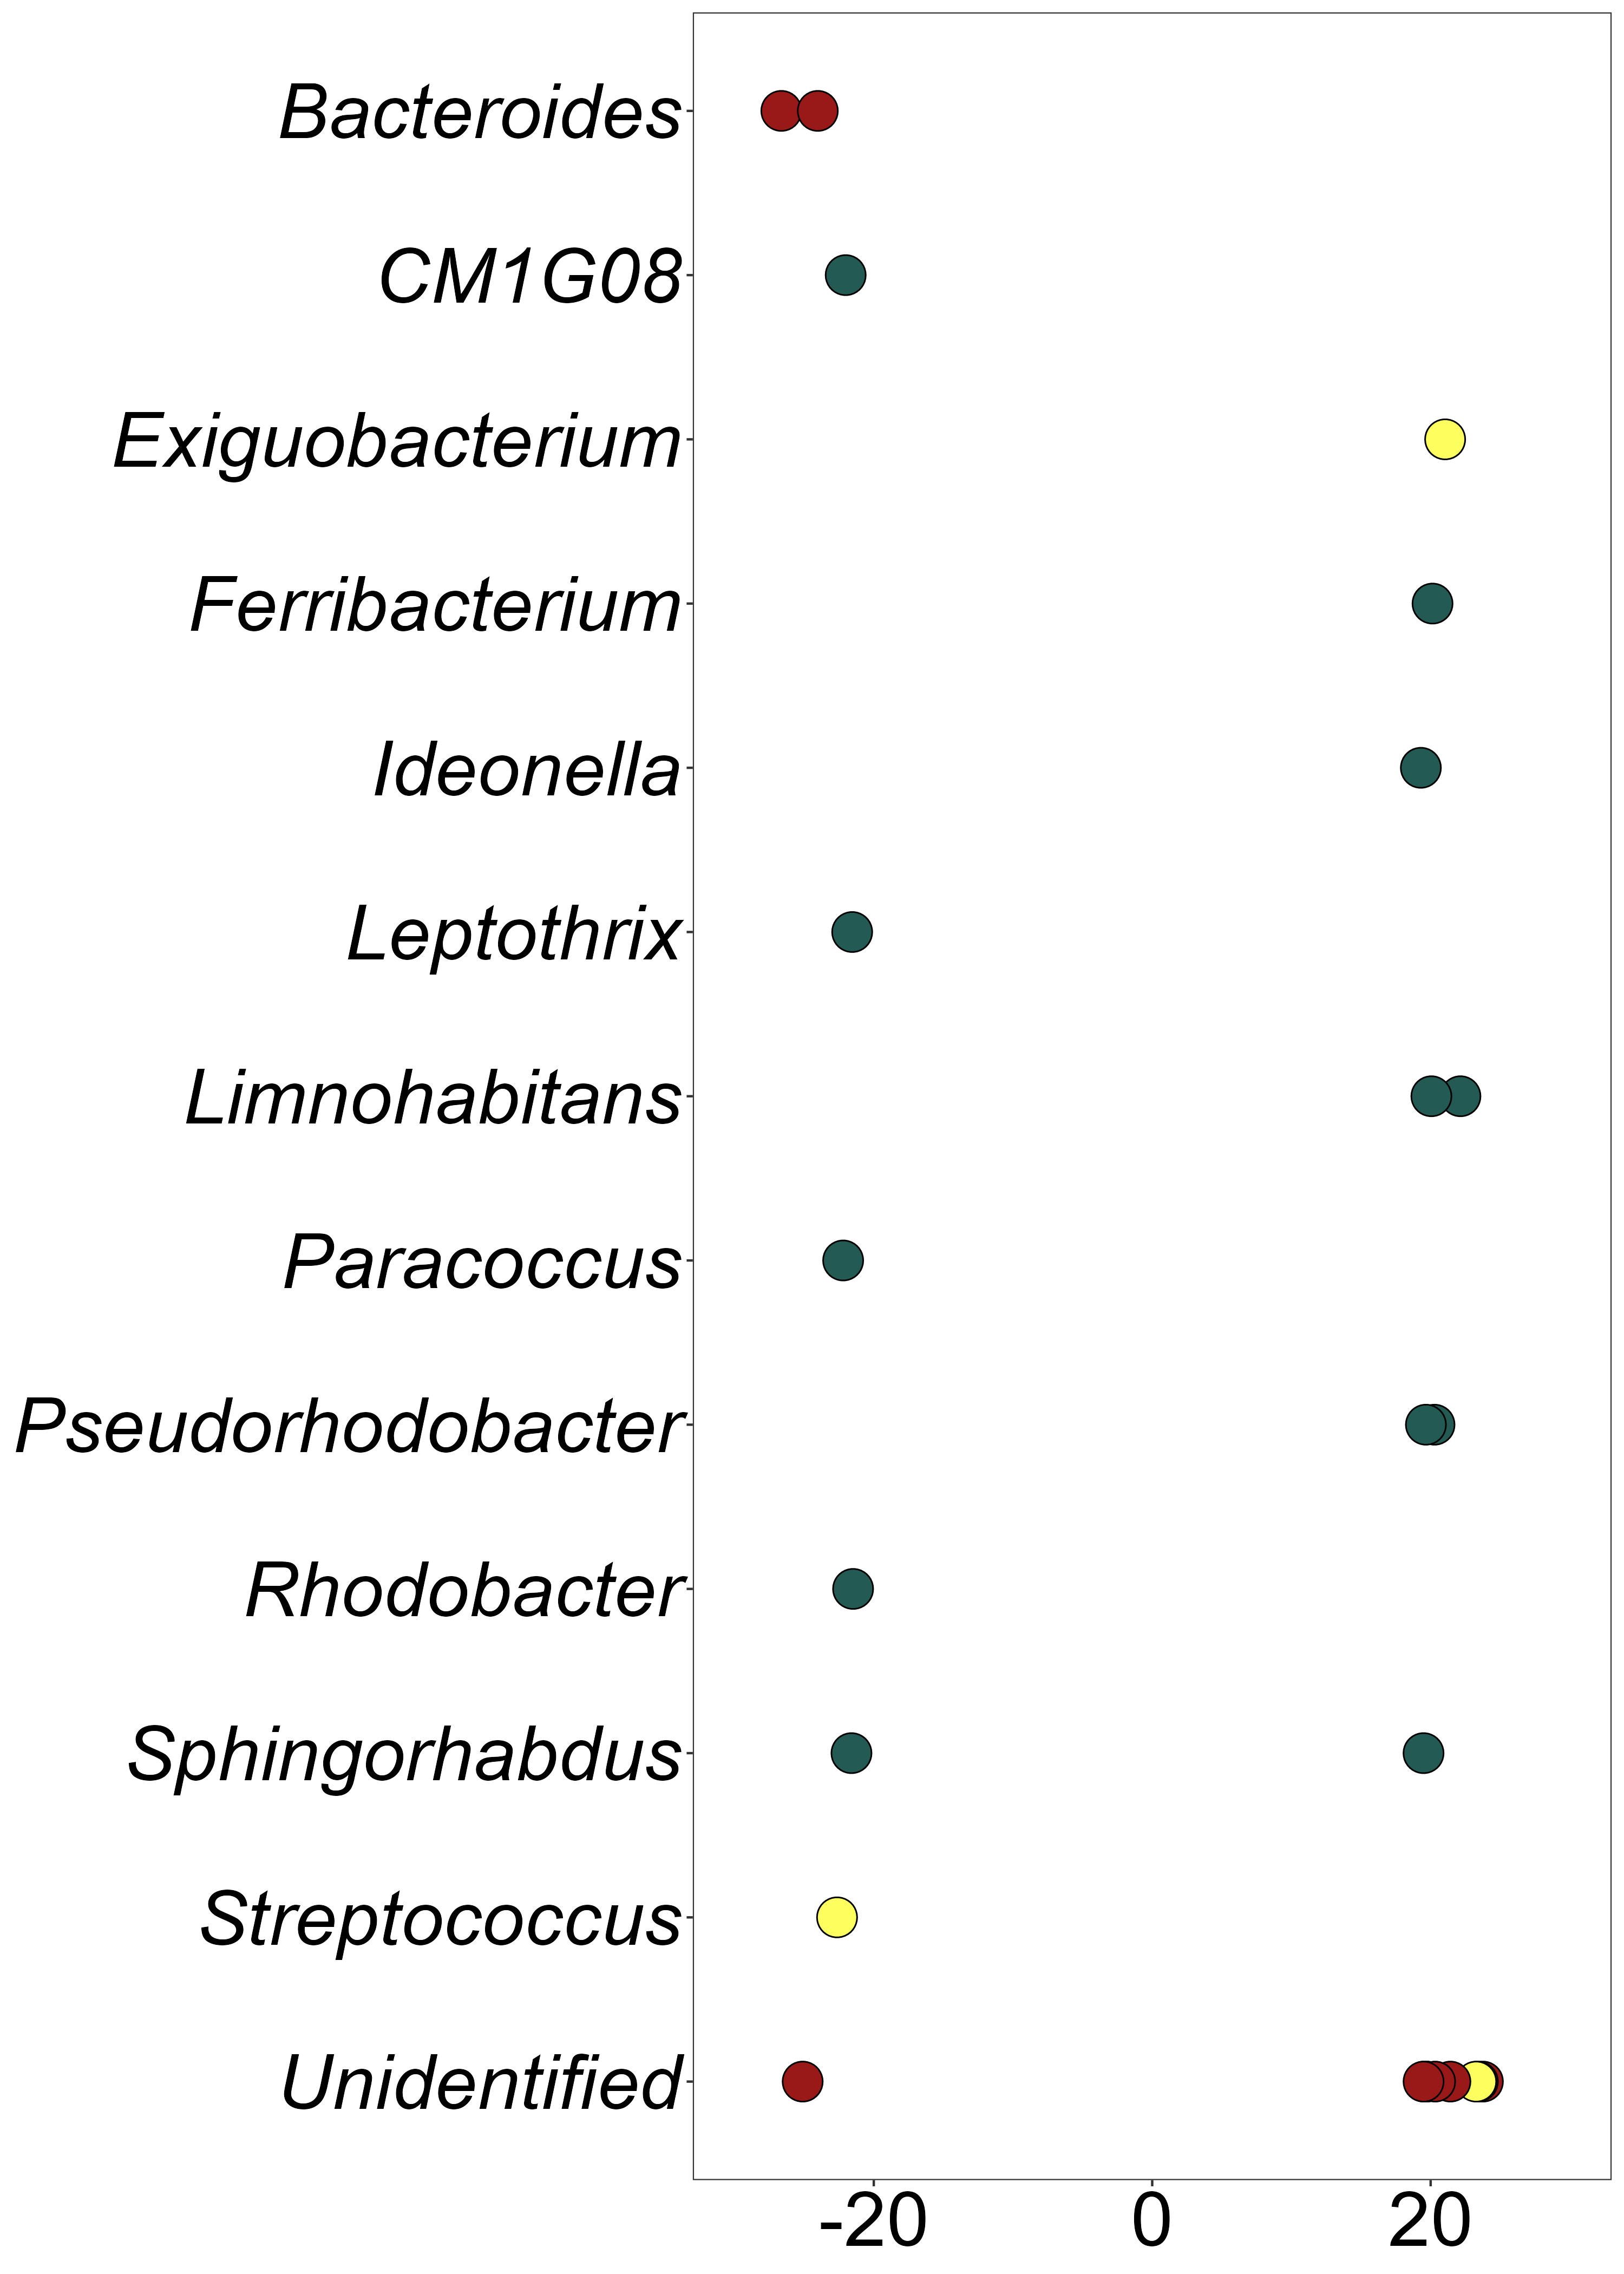 Bacteroides
CM1G08
Exiguobacterium
Ferribacterium
Ideonella
Leptothrix
Limnohabitans
Paracoccus
Pseudorhodobacter
Rhodobacter
Sphingorhabdus
Streptococcus
Unidentified
-20 0 20